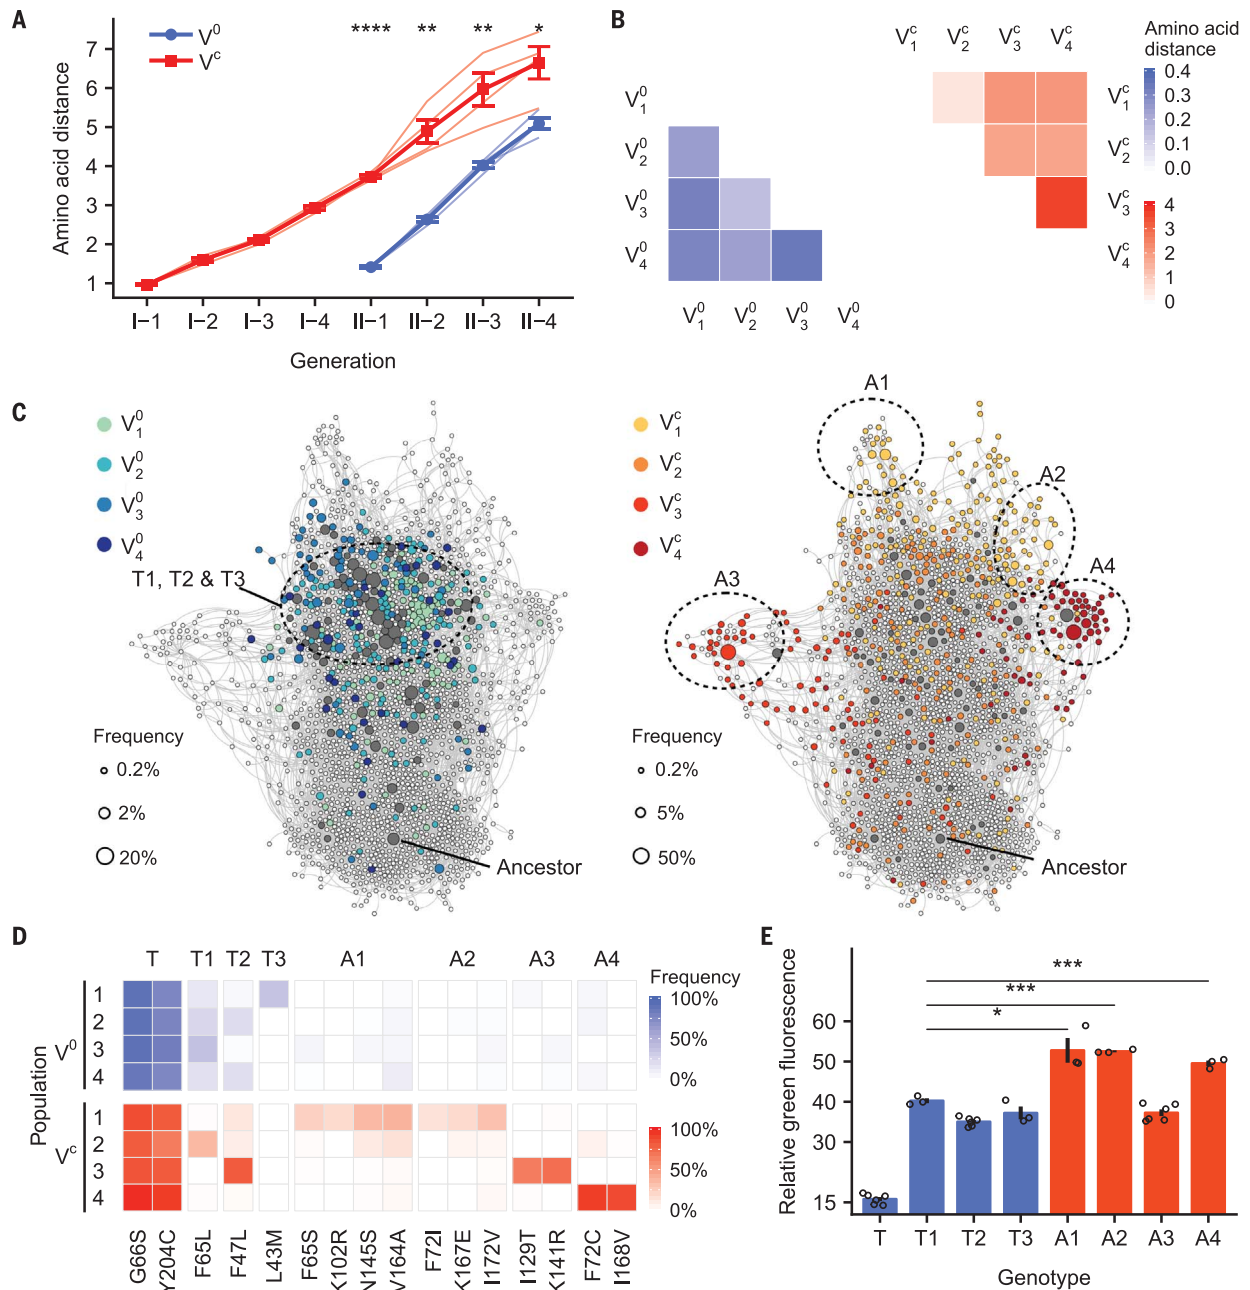 A
V⁰
Vᶜ
**** ** ** *
7
6
5
4
3
2
1
Amino acid distance
I–1 I–2 I–3 I–4 II–1 II–2 II–3 II–4
Generation
B
V₁ᶜ V₂ᶜ V₃ᶜ V₄ᶜ
V₁⁰
V₂⁰
V₃⁰
V₄⁰
V₁⁰ V₂⁰ V₃⁰ V₄⁰
V₁ᶜ
V₂ᶜ
V₃ᶜ
V₄ᶜ
Amino acid
distance
0.4
0.3
0.2
0.1
0.0
4
3
2
1
0
C
V₁⁰
V₂⁰
V₃⁰
V₄⁰
T1, T2 & T3
Frequency
0.2%
2%
20%
Ancestor
V₁ᶜ
V₂ᶜ
V₃ᶜ
V₄ᶜ
A1
A2
A3
A4
Frequency
0.2%
5%
50%
Ancestor
D
T T1 T2 T3 A1 A2 A3 A4
Population
V⁰
1
2
3
4
Vᶜ
1
2
3
4
Frequency
100%
50%
0%
100%
50%
0%
G66S Y204C F65L F47L L43M F65S K102R N145S V164A F72I K167E I172V I129T K141R F72C I168V
E
Relative green fluorescence
60
50
40
30
15
***
***
*
T T1 T2 T3 A1 A2 A3 A4
Genotype